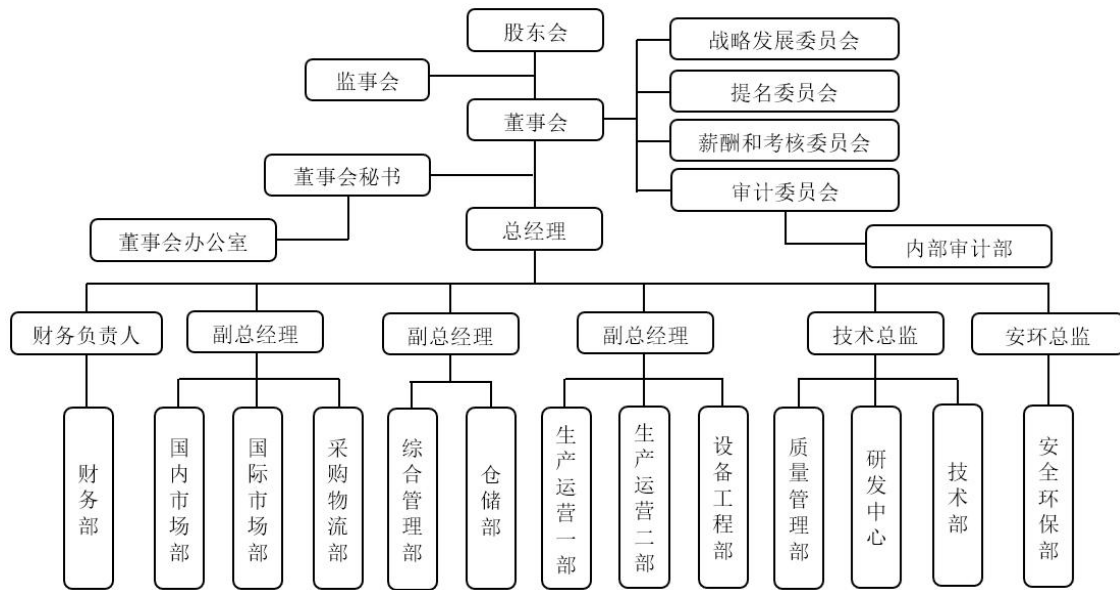 股东会
战略发展委员会
监事会
提名委员会
董事会
薪酬和考核委员会
董事会秘书
审计委员会
总经理
董事会办公室
内部审计部
财务负责人
副总经理
副总经理
副总经理
技术总监
安环总监
财务部
国内市场部
国际市场部
采购物流部
综合管理部
仓储部
生产运营一部
生产运营二部
设备工程部
质量管理部
研发中心
技术部
安全环保部